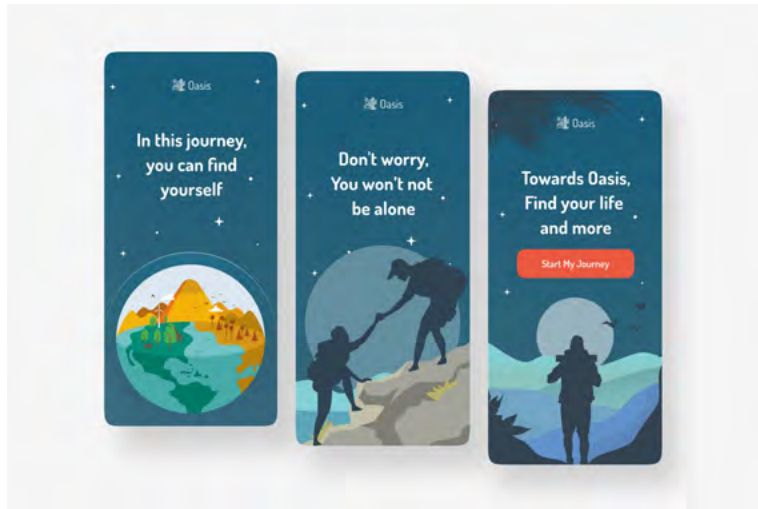 Oasis
In this journey,
you can find
yourself
Oasis
Don't worry,
You won't not
be alone
Oasis
Towards Oasis,
Find your life
and more
Start My Journey